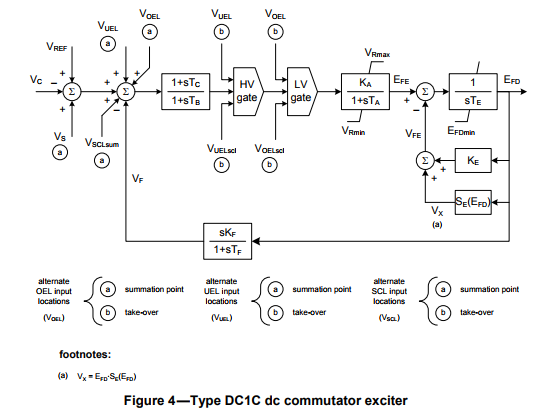 VUEL
VOEL
VUEL
VOEL
a
a
b
b
VREF
VRmax
VC
1+sTC
1+sTB
HV
gate
LV
gate
KA
1+sTA
EFE
1
sTE
EFD
Σ
Σ
Σ
VS
a
VSCLsum
a
VUELscl
b
VOELscl
b
VRmin
VFE
EFDmin
Σ
KE
VF
VX
(a)
SE(EFD)
sKF
1+sTF
alternate
OEL input
locations
(VOEL)
a summation point
b take-over
alternate
UEL input
locations
(VUEL)
a summation point
b take-over
alternate
SCL input
locations
(VSCL)
a summation point
b take-over
footnotes:
(a) VX = EFD·SE(EFD)
Figure 4—Type DC1C dc commutator exciter